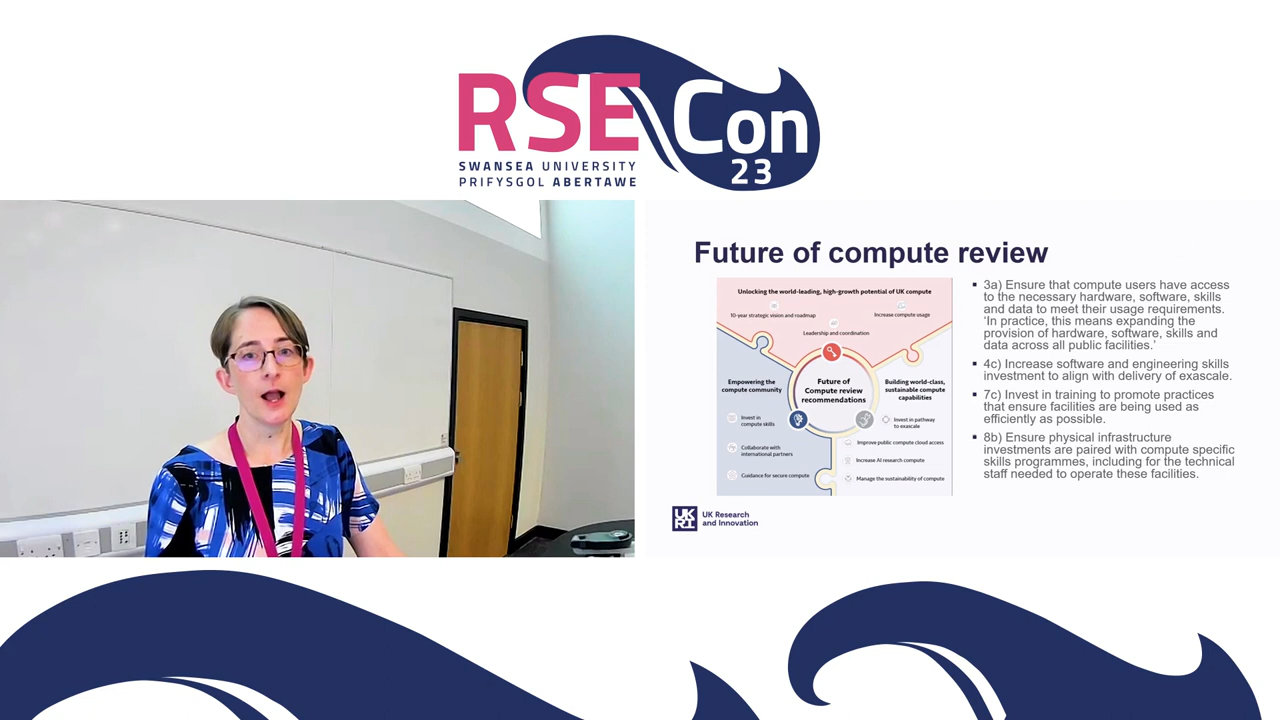 RSE Con
23
SWANSEA UNIVERSITY
PRIFYSGOL ABERTAWE
Future of compute review
Unlocking the world-leading, high-growth potential of UK compute
10-year strategic vision and roadmap
Increase compute usage
Leadership and coordination
Empowering the
compute community
Future of
Compute review
recommendations
Building world-class,
sustainable compute
capabilities
Invest in
compute skills
Invest in pathway
to exascale
Collaborate with
international partners
Improve public compute cloud access
Increase AI research compute
Guidance for secure compute
Manage the sustainability of compute
3a) Ensure that compute users have access
to the necessary hardware, software, skills
and data to meet their usage requirements.
‘In practice, this means expanding the
provision of hardware, software, skills and
data across all public facilities.’
4c) Increase software and engineering skills
investment to align with delivery of exascale.
7c) Invest in training to promote practices
that ensure facilities are being used as
efficiently as possible.
8b) Ensure physical infrastructure
investments are paired with compute specific
skills programmes, including for the technical
staff needed to operate these facilities.
UK
RI
UK Research
and Innovation